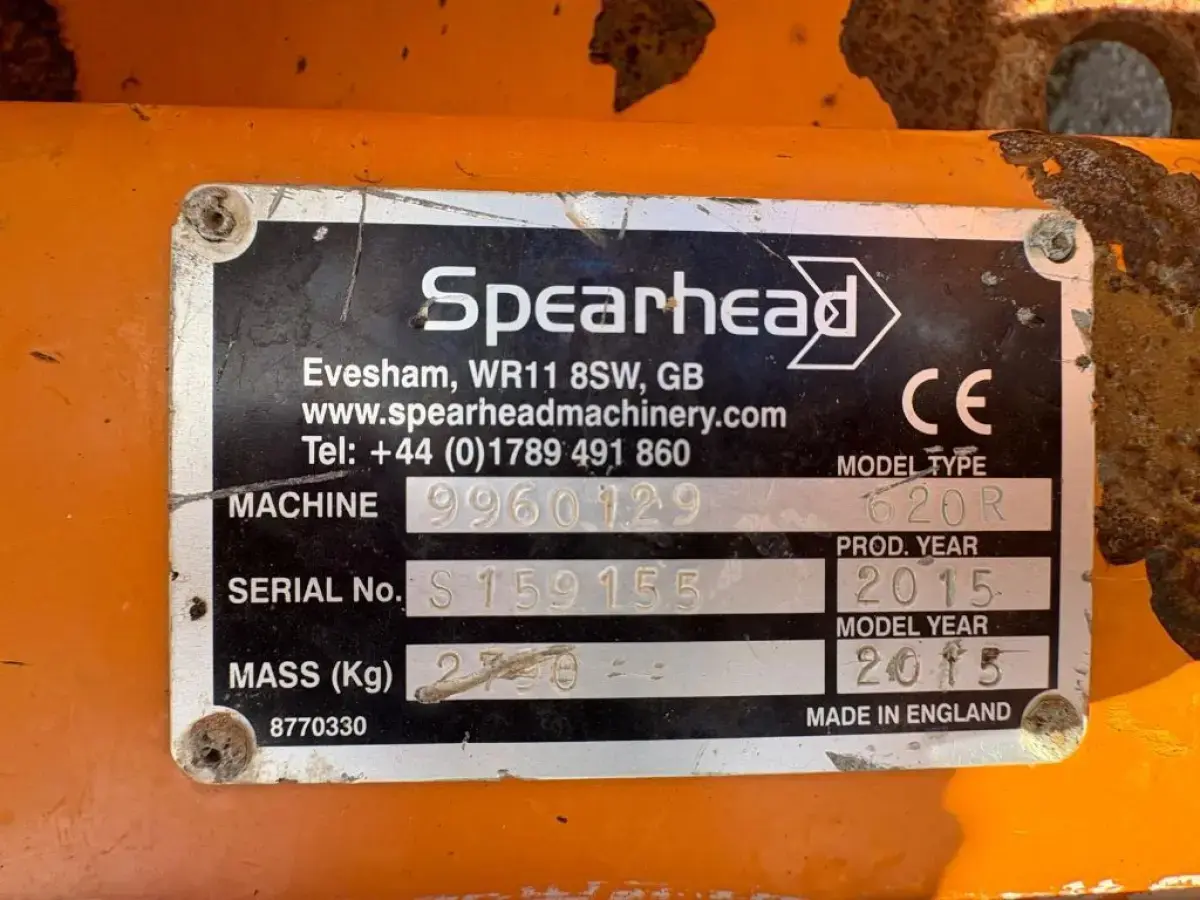 Spearhead
Evesham, WR11 8SW, GB
www.spearheadmachinery.com
Tel: +44 (0)1789 491 860
CE
MODEL TYPE
MACHINE 9960129 620R
PROD. YEAR
SERIAL No. S159155 2015
MODEL YEAR
MASS (Kg) 2015
8770330 MADE IN ENGLAND